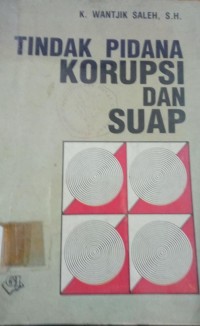 K. WANTJIK SALEH, S.H.
TINDAK PIDANA
KORUPSI
DAN
SUAP